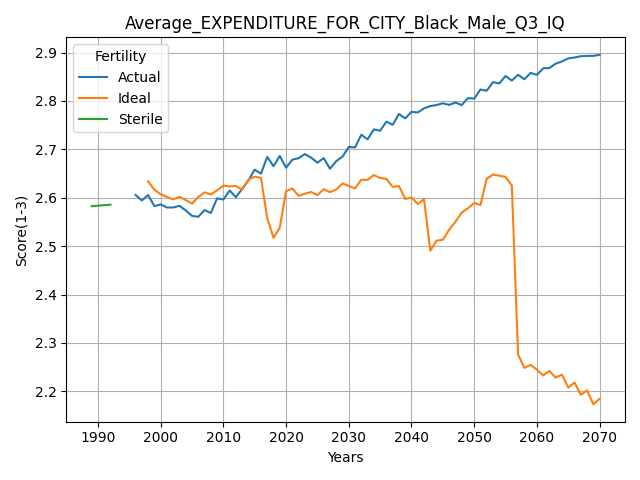 Average_EXPENDITURE_FOR_CITY_Black_Male_Q3_IQ
Fertility
Actual
Ideal
Sterile
Score(1-3)
2.9
2.8
2.7
2.6
2.5
2.4
2.3
2.2
1990 2000 2010 2020 2030 2040 2050 2060 2070
Years